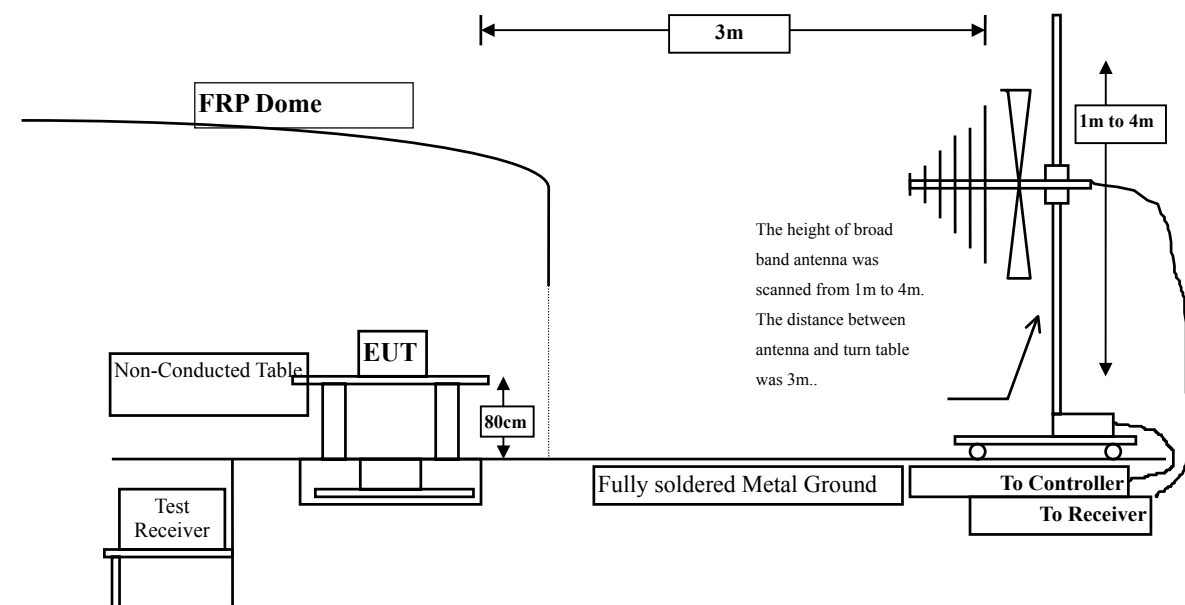 3m
FRP Dome
1m to 4m
The height of broad
band antenna was
scanned from 1m to 4m.
The distance between
antenna and turn table
was 3m..
EUT
Non-Conducted Table
80cm
Fully soldered Metal Ground
To Controller
To Receiver
Test
Receiver